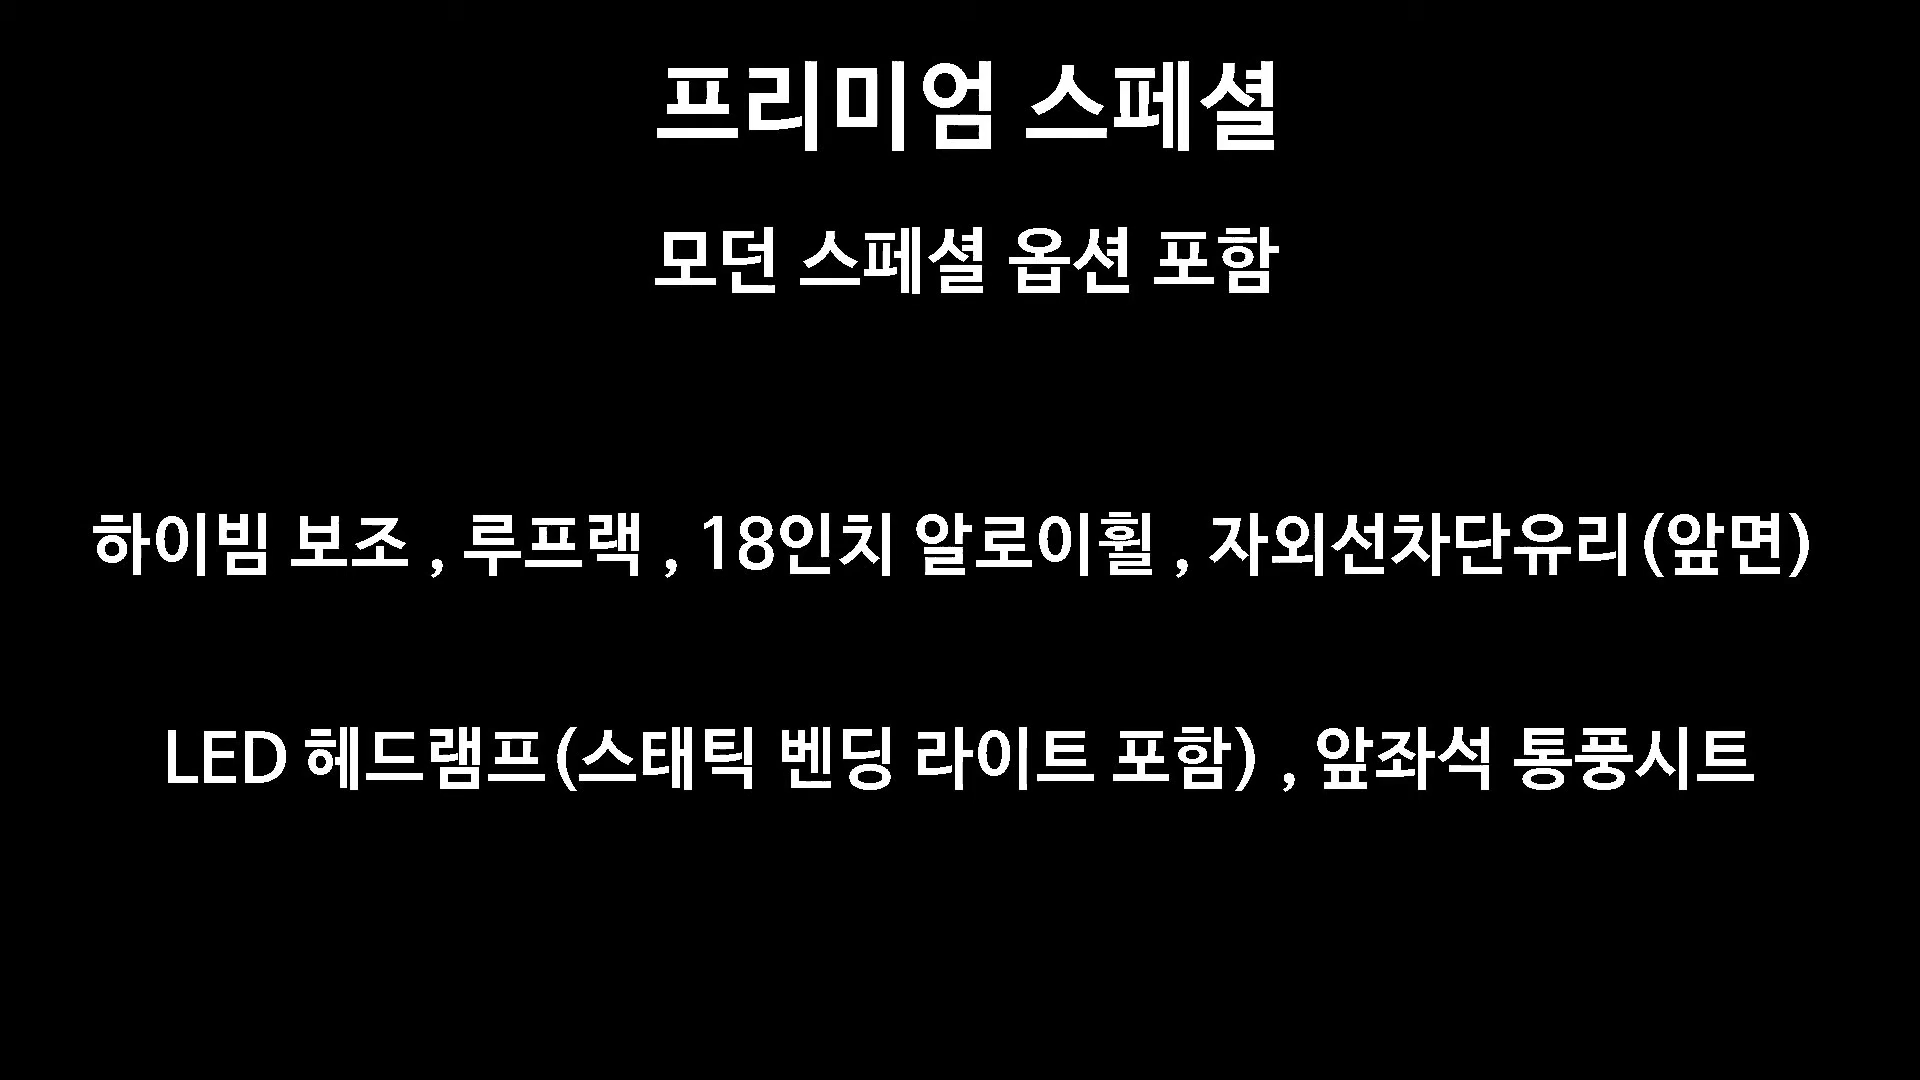 프리미엄 스페셜
모던 스페셜 옵션 포함
하이빔 보조 , 루프랙 , 18인치 알로이휠 , 자외선차단유리(앞면)
LED 헤드램프(스태틱 벤딩 라이트 포함) , 앞좌석 통풍시트